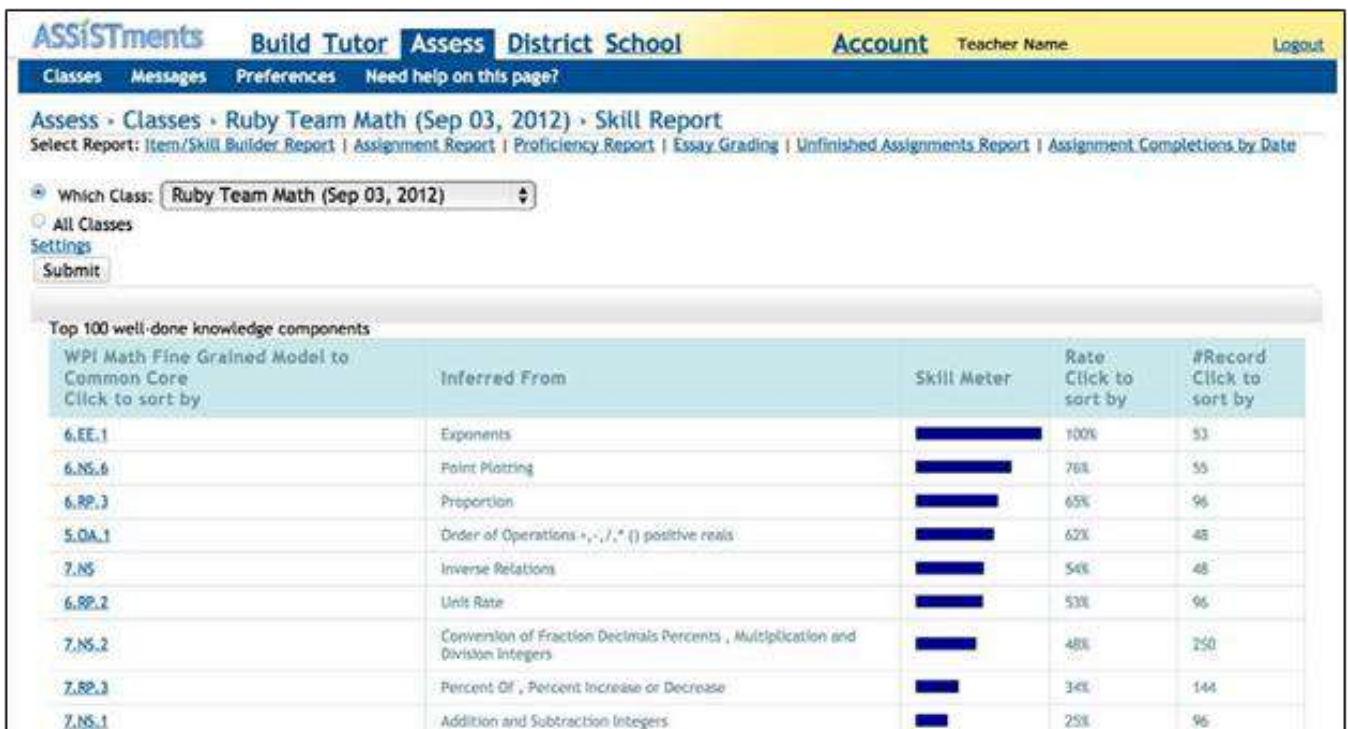 ASSiSTments Build Tutor Assess District School Account Teacher Name Logout
Classes Messages Preferences Need help on this page?
Assess - Classes - Ruby Team Math (Sep 03, 2012) - Skill Report
Select Report: Item/Skill Builder Report | Assignment Report | Proficiency Report | Essay Grading | Unfinished Assignments Report | Assignment Completions by Date
Which Class: Ruby Team Math (Sep 03, 2012)
All Classes
Settings
Submit
Top 100 well-done knowledge components
WPI Math Fine Grained Model to
Common Core
Click to sort by
Inferred From
Skill Meter
Rate
Click to
sort by
#Record
Click to
sort by
6.EE.1 Exponents 100% 53
6.NS.6 Point Plotting 76% 55
6.RP.3 Proportion 65% 96
5.OA.1 Order of Operations +,-,/,* () positive reals 62% 48
7.NS Inverse Relations 54% 48
6.RP.2 Unit Rate 53% 96
7.NS.2 Conversion of Fraction Decimals Percents , Multiplication and
Division Integers 48% 250
7.RP.3 Percent Of , Percent Increase or Decrease 34% 144
7.NS.1 Addition and Subtraction Integers 25% 96